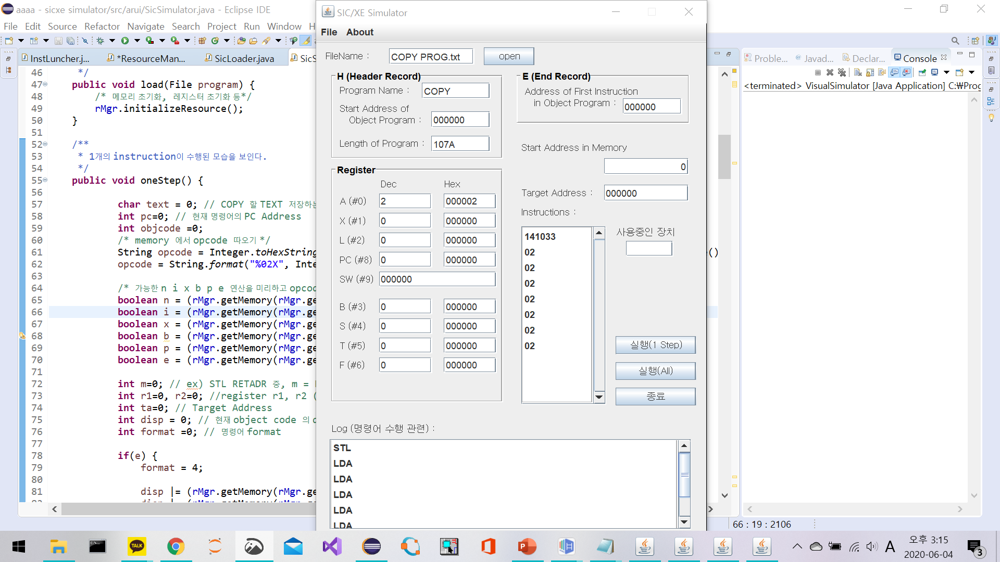 aaaa - sicxe simulator/src/arui/SicSimulator.java - Eclipse IDE
File Edit Source Refactor Navigate Search Project Run Window H
InstLuncher.j... *ResourceMan... SicLoader.java SicS
46 */
47 public void load(File program) {
48 /* 메모리 초기화, 레지스터 초기화 등*/
49 rMgr.initializeResource();
50 }
51
52 /**
53 * 1개의 instruction이 수행된 모습을 보인다.
54 */
55 public void oneStep() {
56
57 char text = 0; // COPY 할 TEXT 저장하는
58 int pc=0; // 현재 명령어의 PC Address
59 int objcode =0;
60 /* memory 에서 opcode 따오기 */
61 String opcode = Integer.toHexString
62 opcode = String.format("%02X", Inte
63
64 /* 가능한 n i x b p e 연산을 미리하고 opcod
65 boolean n = (rMgr.getMemory(rMgr.ge
66 boolean i = (rMgr.getMemory(rMgr.ge
67 boolean x = (rMgr.getMemory(rMgr.ge
68 boolean b = (rMgr.getMemory(rMgr.ge
69 boolean p = (rMgr.getMemory(rMgr.ge
70 boolean e = (rMgr.getMemory(rMgr.ge
71
72 int m=0; // ex) STL RETADR 중, m =
73 int r1=0, r2=0; //register r1, r2 (
74 int ta=0; // Target Address
75 int disp = 0; // 현재 object code 의
76 int format =0; // 명령어 format
77
78 if(e) {
79 format = 4;
80
81 disp |= (rMgr.getMemory(rMgr.ge
SIC/XE Simulator
File About
FileName : COPY PROG.txt open
H (Header Record)
Program Name : COPY
Start Address of
Object Program : 000000
Length of Program : 107A
E (End Record)
Address of First Instruction
in Object Program : 000000
Register
Dec Hex
A (#0) 2 000002
X (#1) 0 000000
L (#2) 0 000000
PC (#8) 0 000000
SW (#9) 000000
B (#3) 0 000000
S (#4) 0 000000
T (#5) 0 000000
F (#6) 0 000000
Start Address in Memory
0
Target Address : 000000
Instructions :
141033
02
02
02
02
02
02
02
사용중인 장치
실행(1 Step)
실행(All)
종료
Log (명령어 수행 관련) :
STL
LDA
LDA
LDA
LDA
LDA
()
Proble... Javad... Declar... Console
<terminated> VisualSimulator [Java Application] C:₩Prog
66 : 19 : 2106
TALK
A
오후 3:15
2020-06-04
3